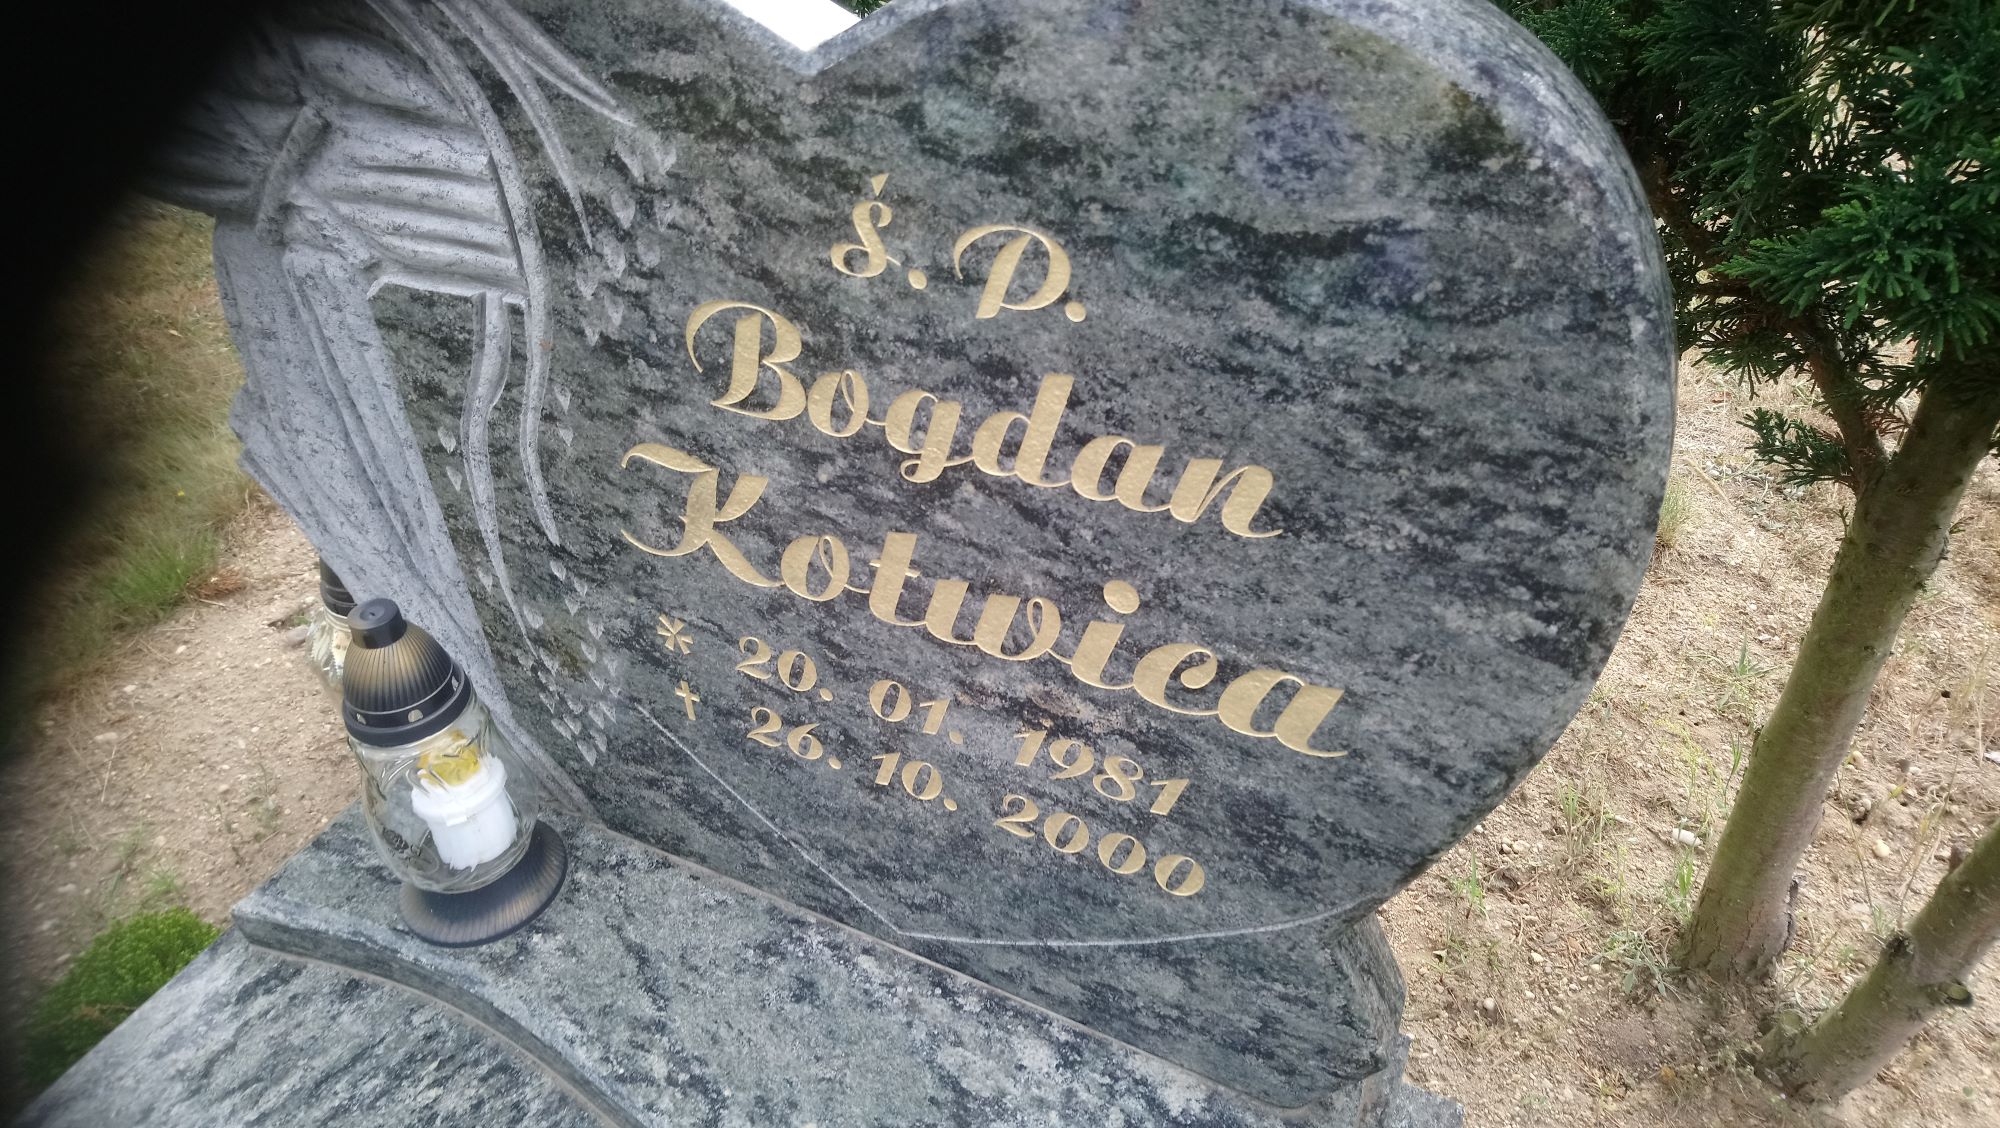 Ś. P.
Bogdan
Kotwica
* 20. 01. 1981
† 26. 10. 2000